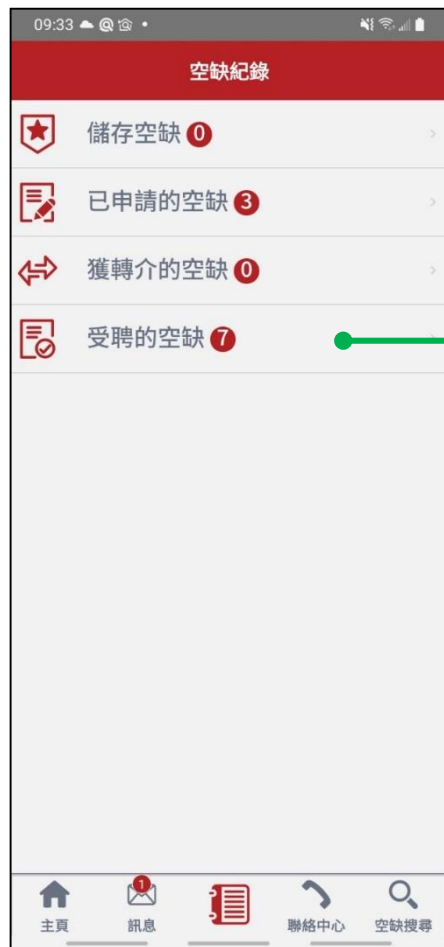 09:33
空缺紀錄
儲存空缺 0
已申請的空缺 3
獲轉介的空缺 0
受聘的空缺 7
1
主頁 訊息 聯絡中心 空缺搜尋